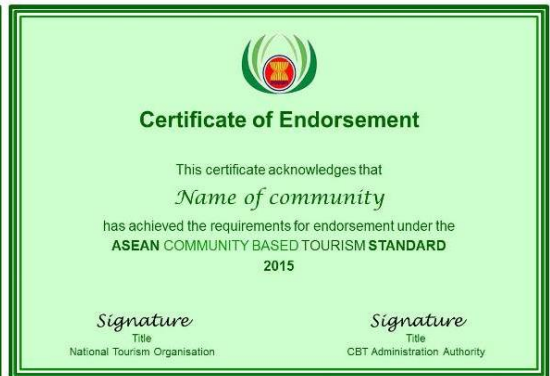 Certificate of Endorsement
This certificate acknowledges that
Name of community
has achieved the requirements for endorsement under the
ASEAN COMMUNITY BASED TOURISM STANDARD
2015
Signature Signature
Title Title
National Tourism Organisation CBT Administration Authority